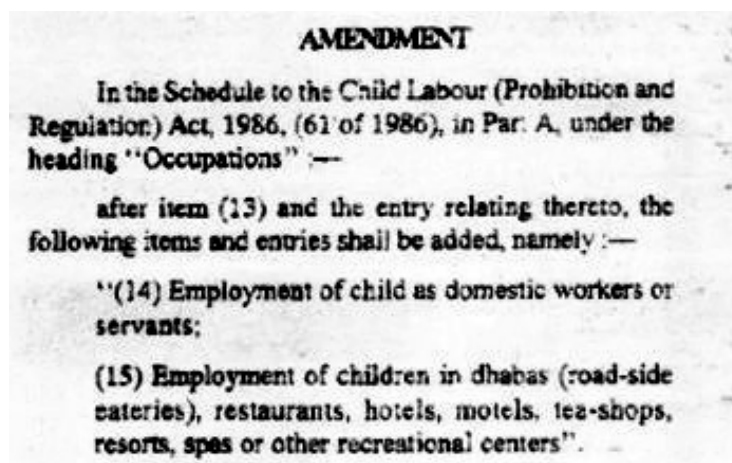 AMENDMENT
In the Schedule to the Child Labour (Prohibition and
Regulation) Act, 1986, (61 of 1986), in Part A, under the
heading "Occupations" :—
after item (13) and the entry relating thereto, the
following items and entries shall be added, namely :—
"(14) Employment of child as domestic workers or
servants;
(15) Employment of children in dhabas (road-side
eateries), restaurants, hotels, motels, tea-shops,
resorts, spas or other recreational centers".